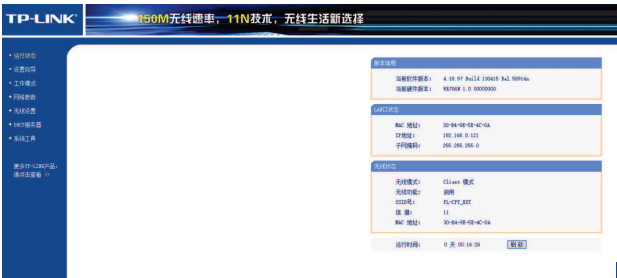 TP-LINK
150M无线速率，11N技术，无线生活新选择
• 运行状态
• 设置向导
• 工作模式
• 网络参数
• 无线设置
• DHCP服务器
• 系统工具
更多TP-LINK产品，
请点击查看 >>
版本信息
当前软件版本：
当前硬件版本：
LAN口状态
MAC 地址：
IP地址： 192.168.0.121
子网掩码： 255.255.255.0
无线状态
无线模式： Client 模式
无线功能： 启用
SSID号：
信 道： 11
MAC 地址：
运行时间： 0 天 00:16:26 刷 新